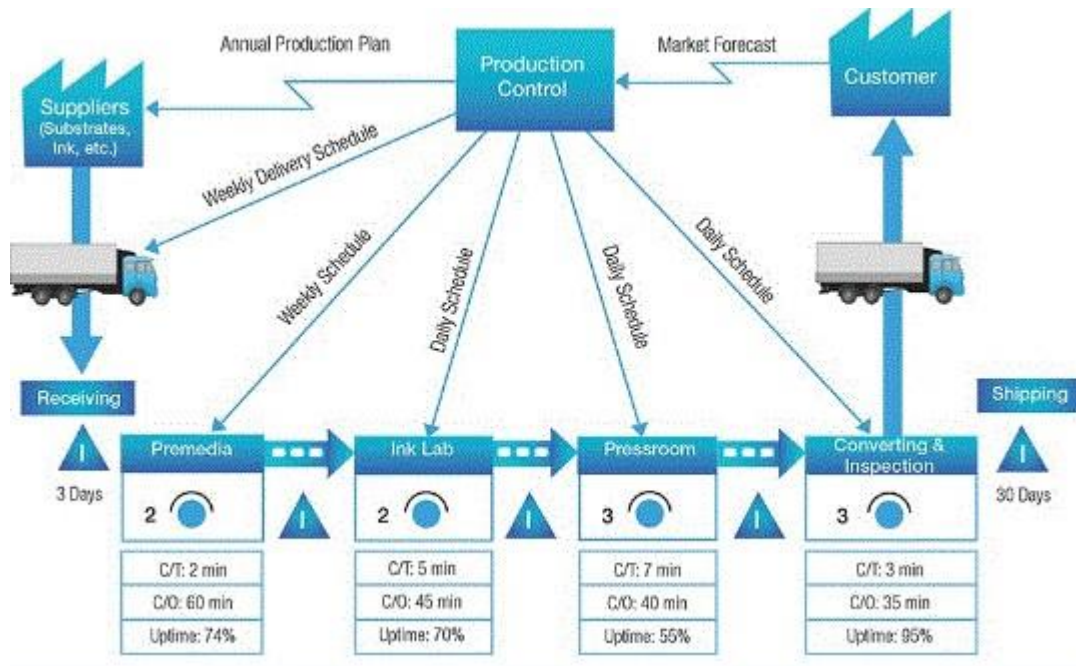 Annual Production Plan
Production
Control
Market Forecast
Customer
Suppliers
(Substrates,
Ink, etc.)
Weekly Delivery Schedule
Weekly Schedule
Daily Schedule
Daily Schedule
Daily Schedule
Receiving
I
3 Days
Shipping
I
30 Days
Premedia
2
C/T: 2 min
C/O: 60 min
Uptime: 74%
I
Ink Lab
2
C/T: 5 min
C/O: 45 min
Uptime: 70%
I
Pressroom
3
C/T: 7 min
C/O: 40 min
Uptime: 55%
I
Converting &
Inspection
3
C/T: 3 min
C/O: 35 min
Uptime: 95%